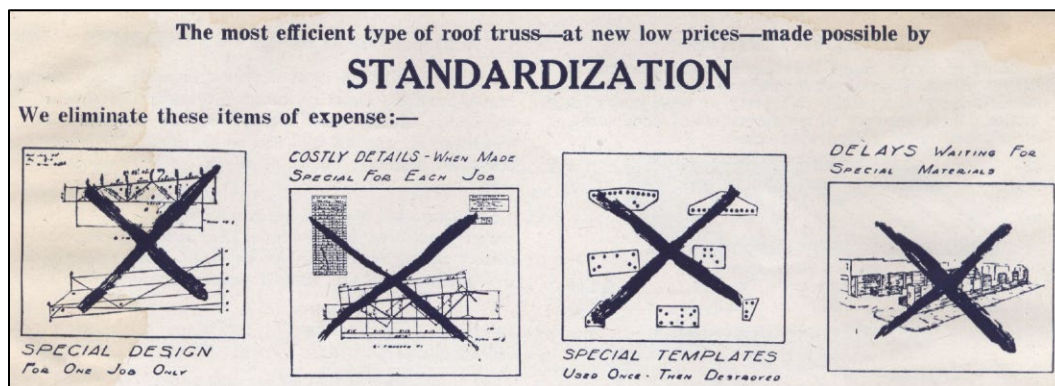 The most efficient type of roof truss—at new low prices—made possible by
STANDARDIZATION
We eliminate these items of expense:—
SPECIAL DESIGN
FOR ONE JOB ONLY
COSTLY DETAILS - WHEN MADE
SPECIAL FOR EACH JOB
SPECIAL TEMPLATES
USED ONCE - THEN DESTROYED
DELAYS WAITING FOR
SPECIAL MATERIALS